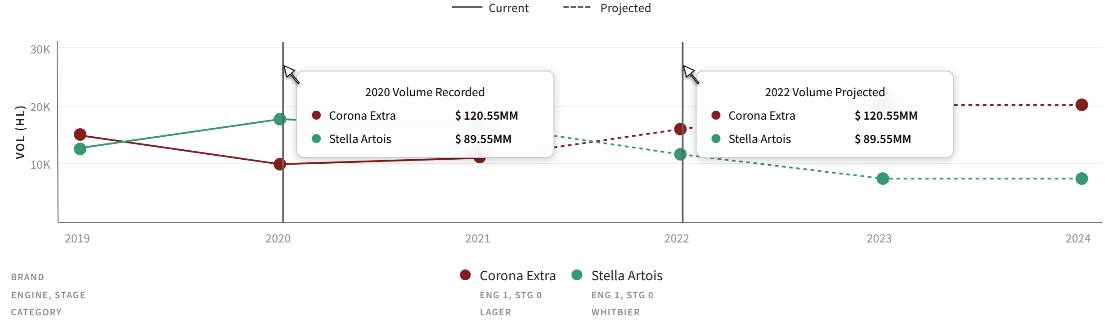 Current Projected
30K
20K
10K
VOL (HL)
2020 Volume Recorded
Corona Extra $ 120.55MM
Stella Artois $ 89.55MM
2022 Volume Projected
Corona Extra $ 120.55MM
Stella Artois $ 89.55MM
2019 2020 2021 2022 2023 2024
BRAND Corona Extra Stella Artois
ENGINE, STAGE ENG 1, STG 0 ENG 1, STG 0
CATEGORY LAGER WHITBIER